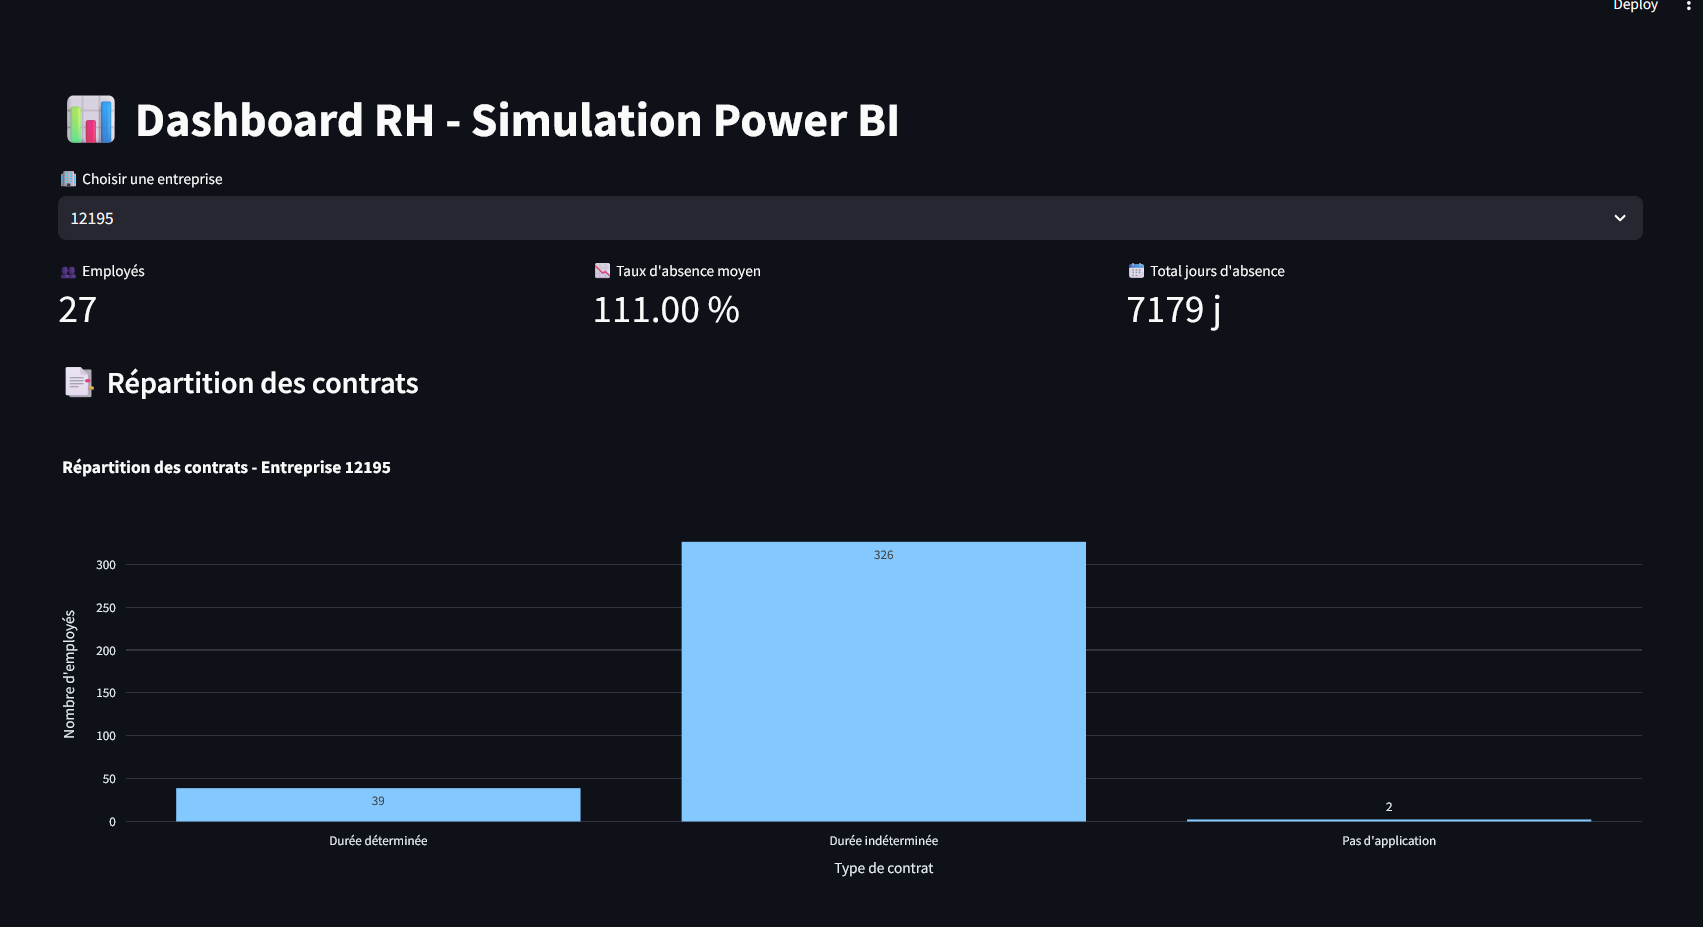 Deploy
Dashboard RH - Simulation Power BI
Choisir une entreprise
12195
Employés
27
Taux d'absence moyen
111.00 %
Total jours d'absence
7179 j
Répartition des contrats
Répartition des contrats - Entreprise 12195
Nombre d'employés
300
250
200
150
100
50
0
39
326
2
Durée déterminée
Durée indéterminée
Pas d'application
Type de contrat